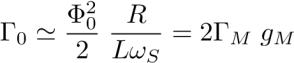 Γ₀ ≃ Φ₀²/2 R/(Lω_S) = 2Γ_M g_M